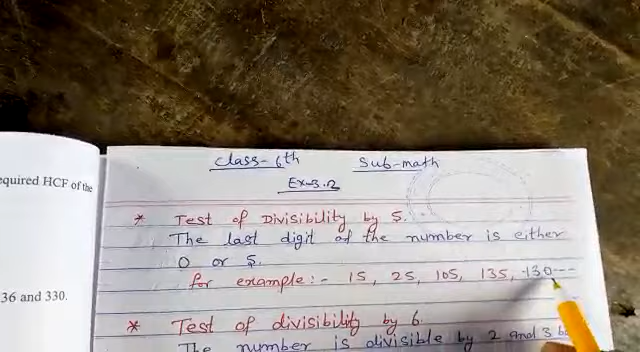 Class-6th Sub-math
Ex-3.2
equired HCF of the
* Test of Divisibility by 5.
The last digit of the number is either
0 or 5
for example:- 15, 25, 105, 135, 130---
36 and 330.
* Test of divisibility by 6.
The number is divisible by 2 and 3